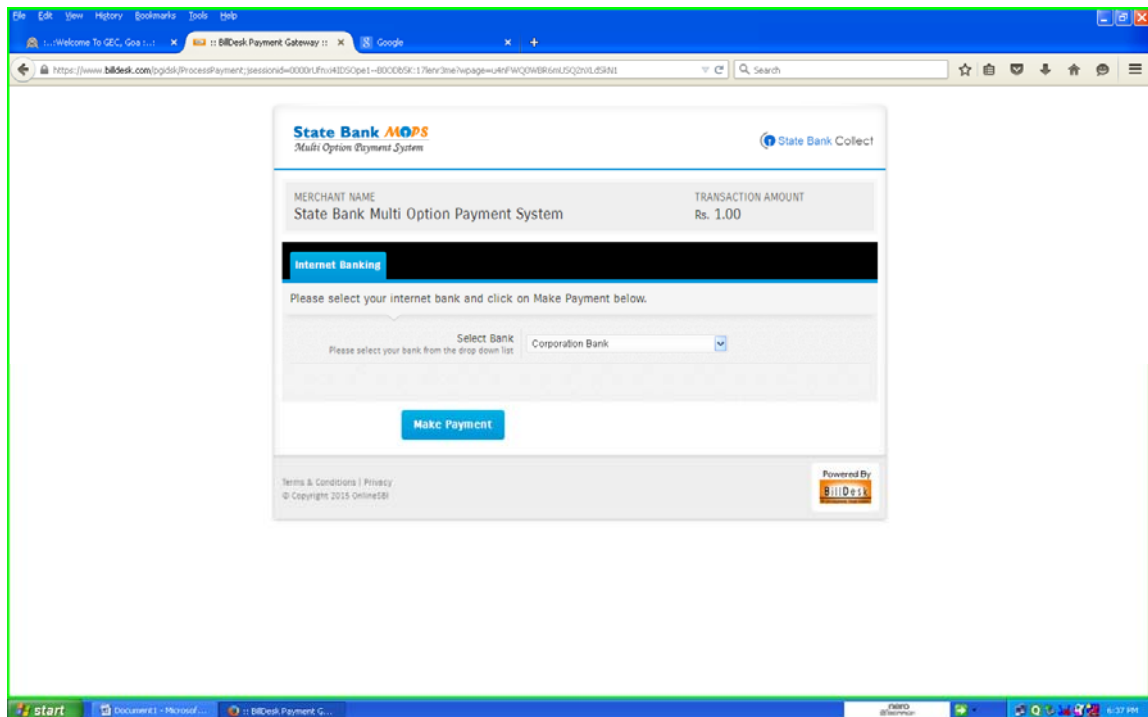 File Edit View History Bookmarks Tools Help
:..:Welcome To GEC, Goa :..:
:: BillDesk Payment Gateway ::
Google
Search
State Bank MOPS
Multi Option Payment System
State Bank Collect
MERCHANT NAME
State Bank Multi Option Payment System
TRANSACTION AMOUNT
Rs. 1.00
Internet Banking
Please select your internet bank and click on Make Payment below.
Select Bank
Please select your bank from the drop down list
Corporation Bank
Make Payment
Terms & Conditions | Privacy
© Copyright 2015 OnlineSBI
Powered By
BillDesk
start
Document1 - Microsof...
:: BillDesk Payment G...
nero
6:37 PM